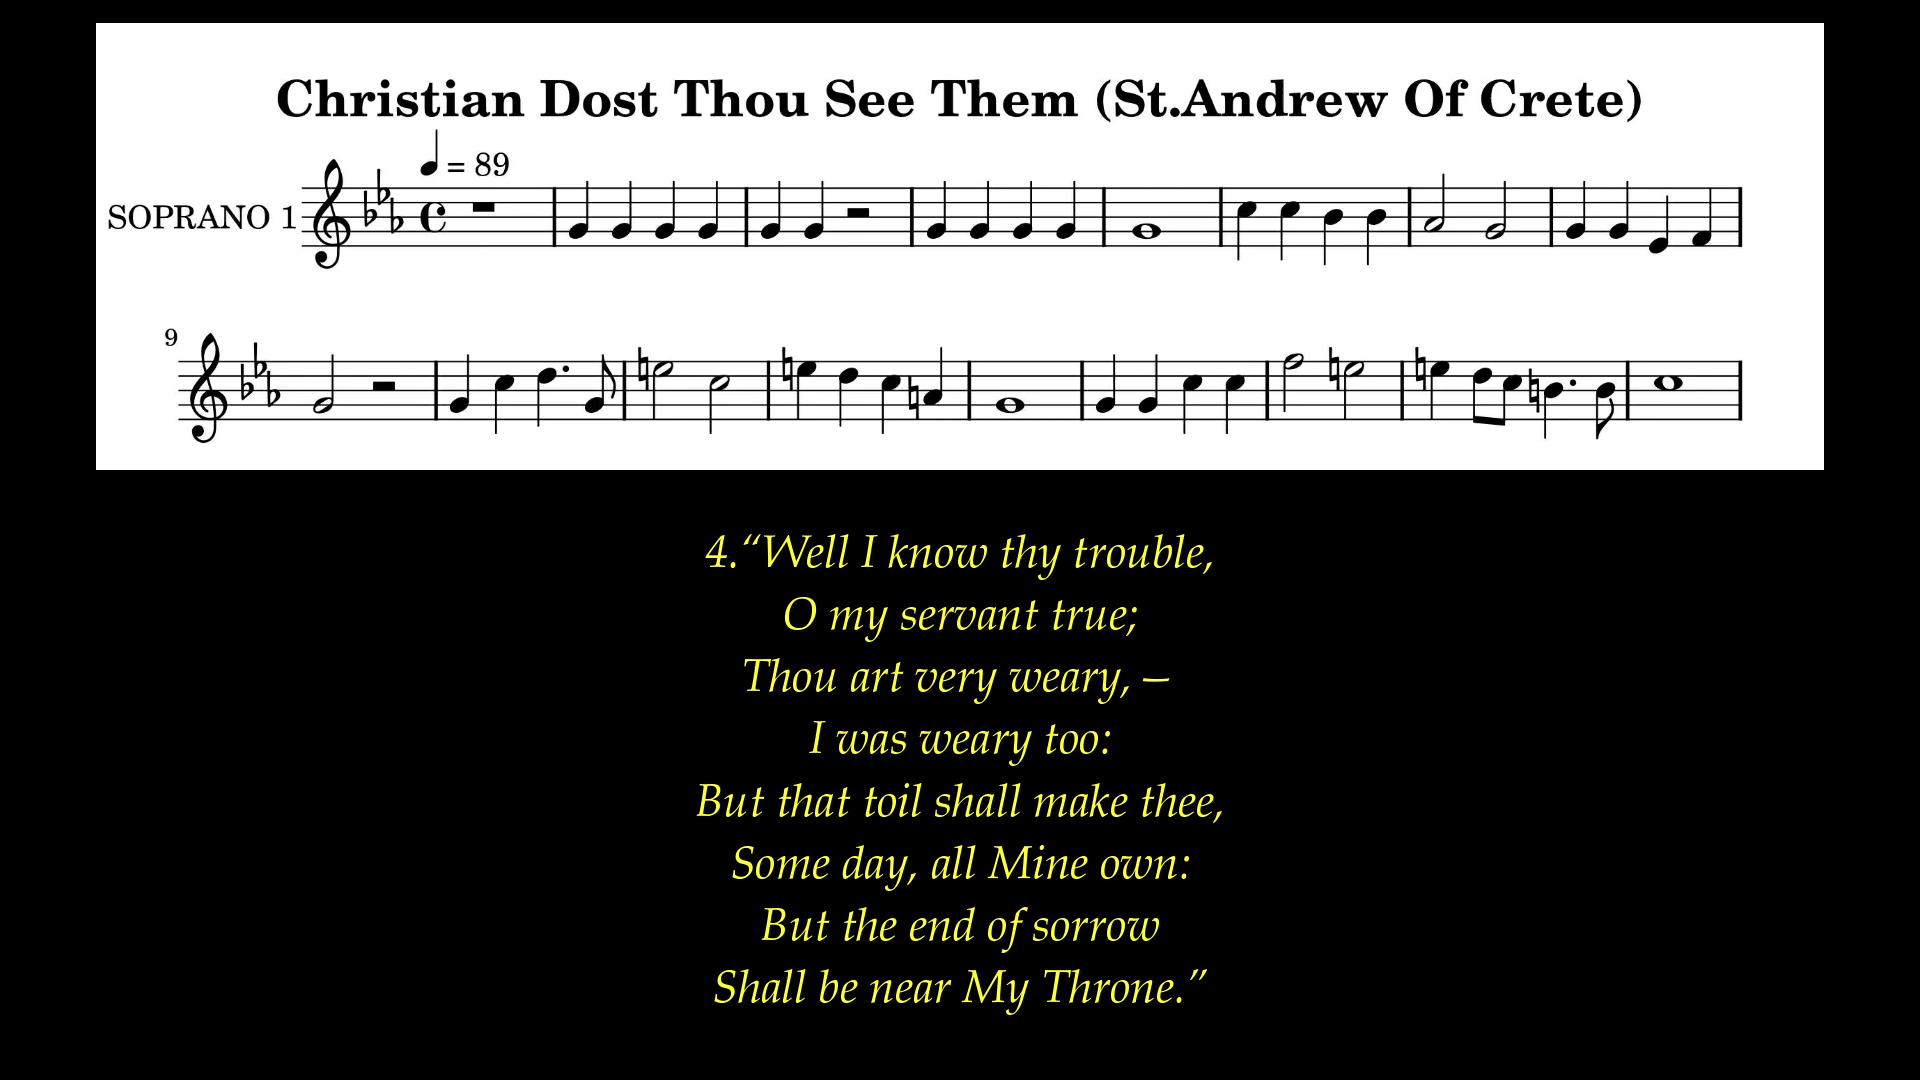 Christian Dost Thou See Them (St.Andrew Of Crete)
= 89
SOPRANO 1
9
4.“Well I know thy trouble,
O my servant true;
Thou art very weary, –
I was weary too:
But that toil shall make thee,
Some day, all Mine own:
But the end of sorrow
Shall be near My Throne.”